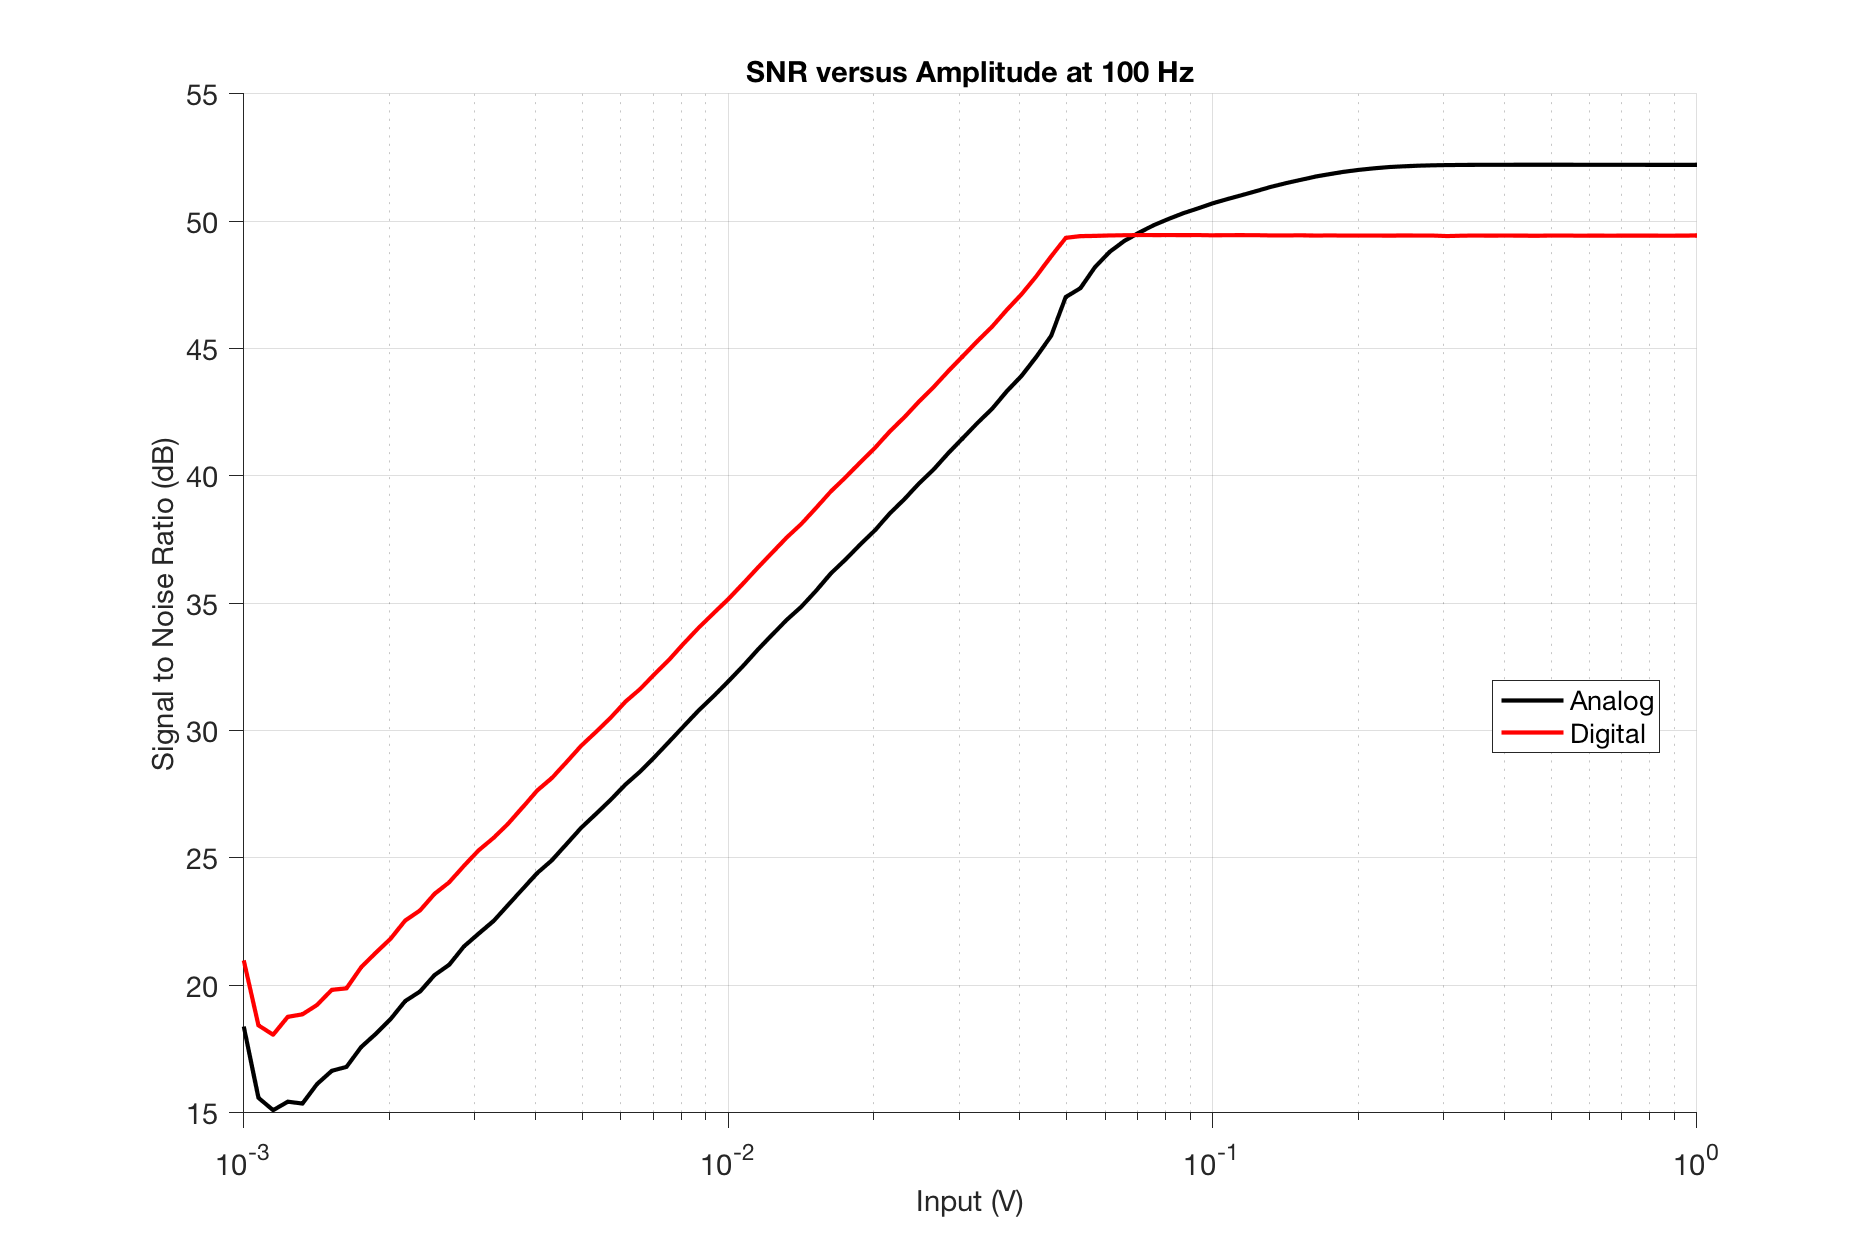 SNR versus Amplitude at 100 Hz
55
50
45
40
35
30
25
20
15
Signal to Noise Ratio (dB)
Analog
Digital
10^-3
10^-2
10^-1
10^0
Input (V)